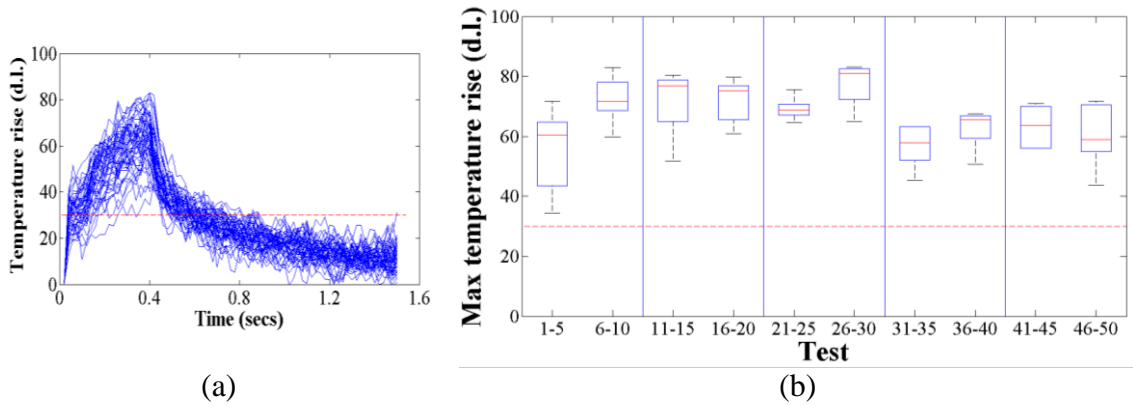 (a)
Temperature rise (d.l.)
100
80
60
40
20
0
0 0.4 0.8 1.2 1.6
Time (secs)
Max temperature rise (d.l.)
100
80
60
40
20
0
1-5 6-10 11-15 16-20 21-25 26-30 31-35 36-40 41-45 46-50
Test
(a) (b)